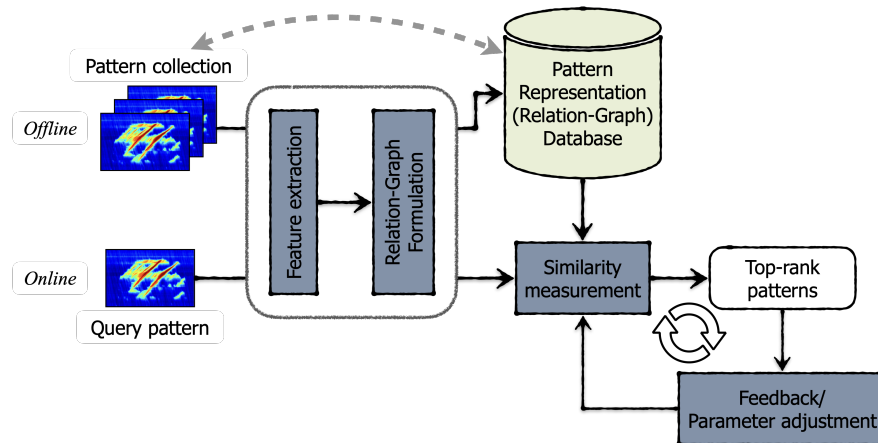 Pattern collection
Offline
Pattern
Representation
(Relation-Graph)
Database
Feature extraction
Relation-Graph
Formulation
Online
Query pattern
Similarity
measurement
Top-rank
patterns
Feedback/
Parameter adjustment